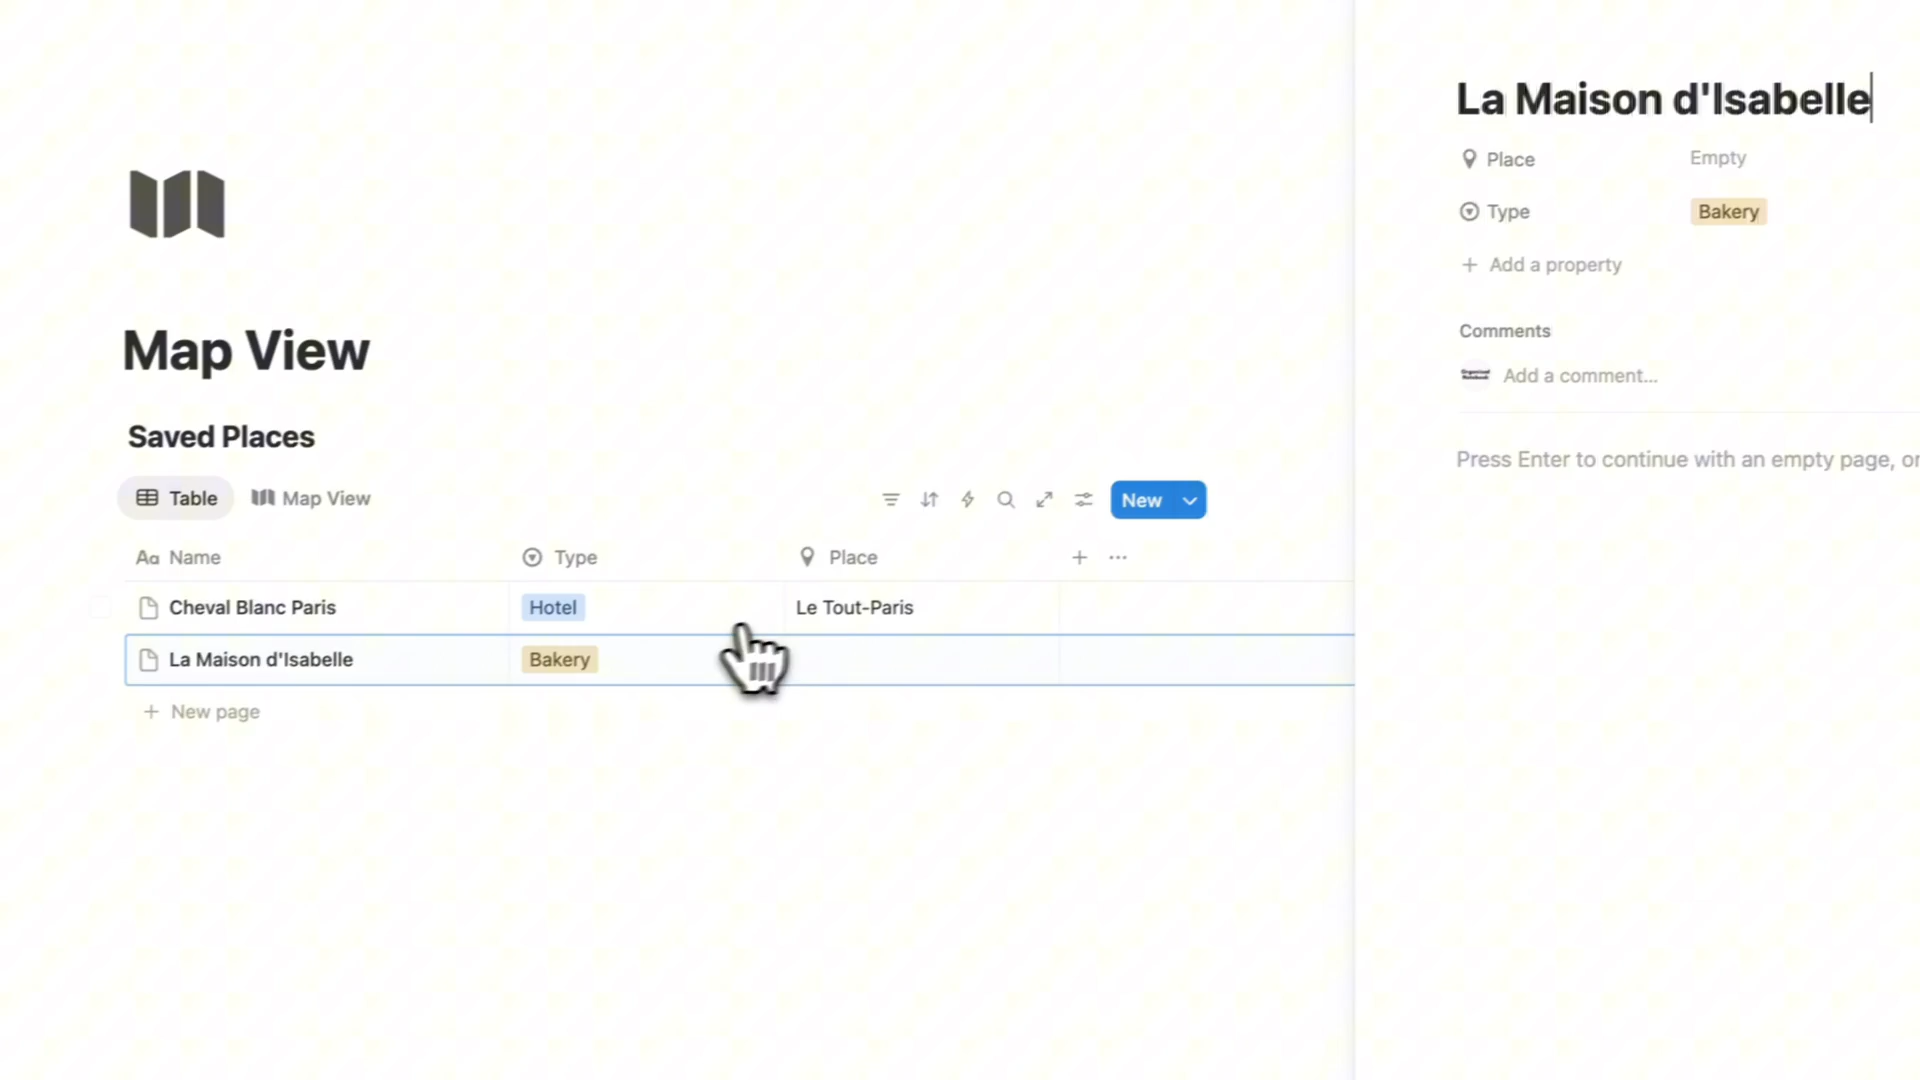 Map View
Saved Places
Table Map View New
Aa Name Type Place
Cheval Blanc Paris Hotel Le Tout-Paris
La Maison d'Isabelle Bakery
New page
La Maison d'Isabelle
Place Empty
Type Bakery
Add a property
Comments
Add a comment...
Press Enter to continue with an empty page, or